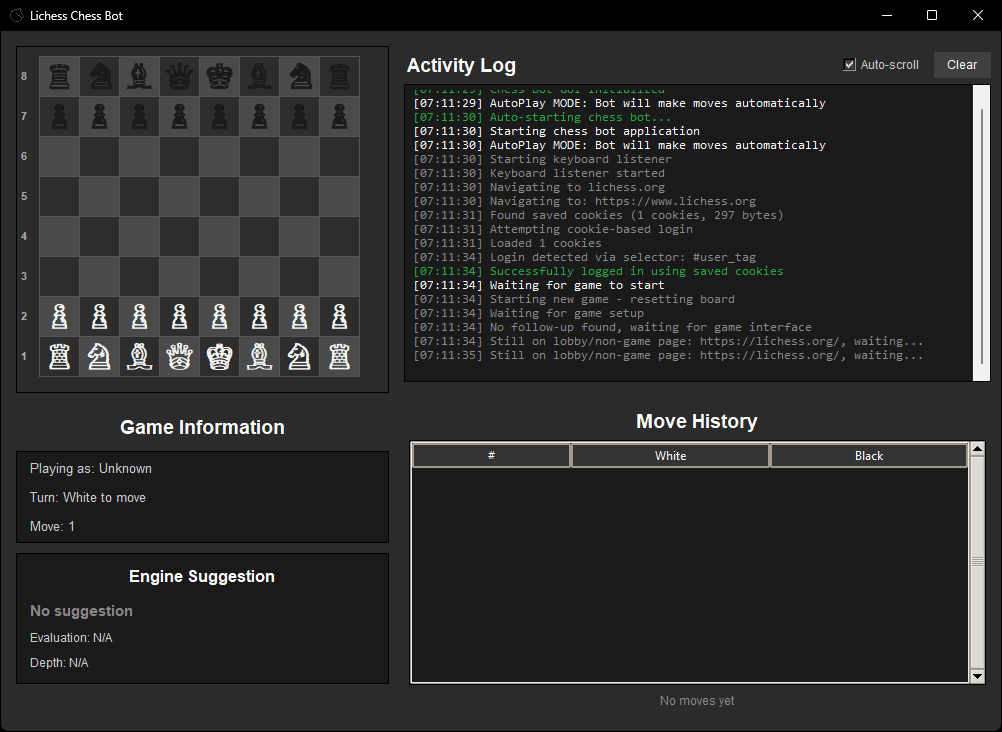 Lichess Chess Bot
8
7
6
5
4
3
2
1
Activity Log
Auto-scroll
Clear
[07:11:29] Chess bot GUI initialized
[07:11:29] AutoPlay MODE: Bot will make moves automatically
[07:11:30] Auto-starting chess bot...
[07:11:30] Starting chess bot application
[07:11:30] AutoPlay MODE: Bot will make moves automatically
[07:11:30] Starting keyboard listener
[07:11:30] Keyboard listener started
[07:11:30] Navigating to lichess.org
[07:11:30] Navigating to: https://www.lichess.org
[07:11:31] Found saved cookies (1 cookies, 297 bytes)
[07:11:31] Attempting cookie-based login
[07:11:31] Loaded 1 cookies
[07:11:34] Login detected via selector: #user_tag
[07:11:34] Successfully logged in using saved cookies
[07:11:34] Waiting for game to start
[07:11:34] Starting new game - resetting board
[07:11:34] Waiting for game setup
[07:11:34] No follow-up found, waiting for game interface
[07:11:34] Still on lobby/non-game page: https://lichess.org/, waiting...
[07:11:35] Still on lobby/non-game page: https://lichess.org/, waiting...
Game Information
Playing as: Unknown
Turn: White to move
Move: 1
Engine Suggestion
No suggestion
Evaluation: N/A
Depth: N/A
Move History
# White Black
No moves yet